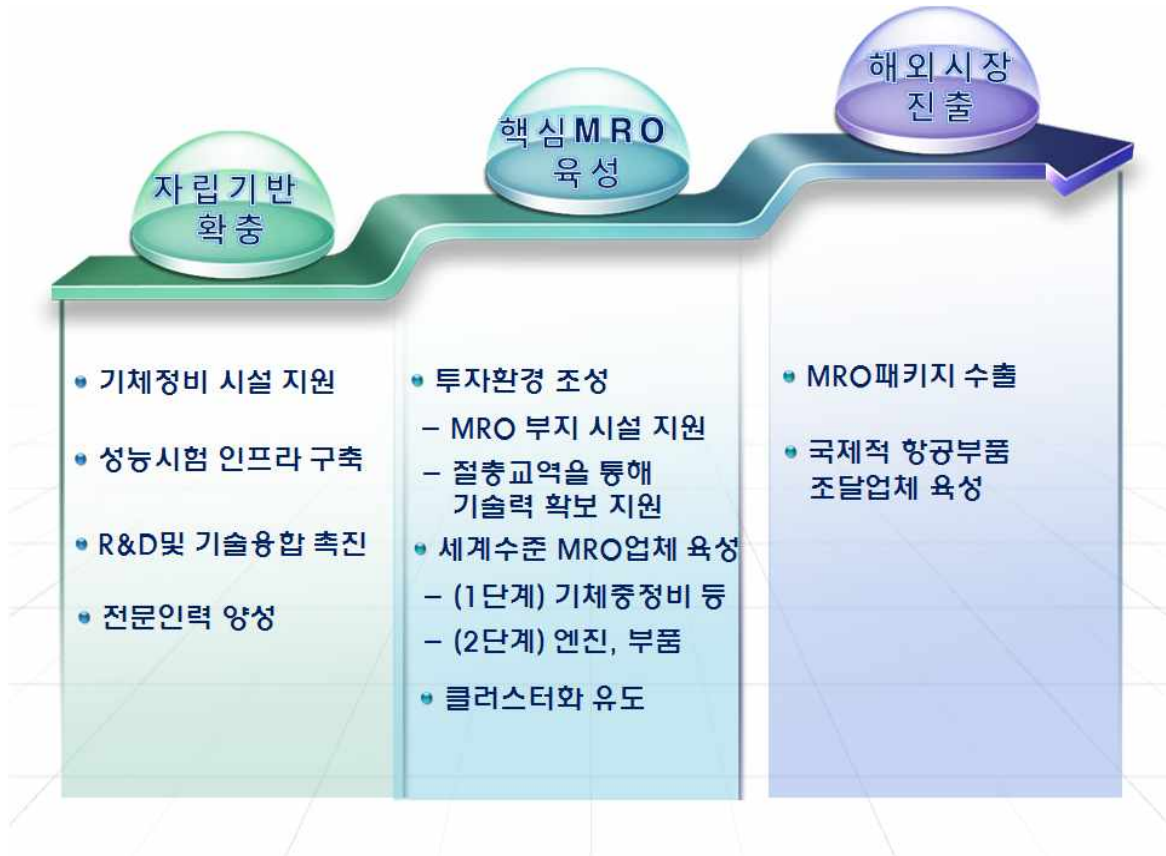 자립기반
확충
핵심MRO
육성
해외시장
진출
• 기체정비 시설 지원
• 성능시험 인프라 구축
• R&D및 기술융합 촉진
• 전문인력 양성
• 투자환경 조성
– MRO 부지 시설 지원
– 절충교역을 통해
기술력 확보 지원
• 세계수준 MRO업체 육성
– (1단계) 기체중정비 등
– (2단계) 엔진, 부품
• 클러스터화 유도
• MRO패키지 수출
• 국제적 항공부품
조달업체 육성